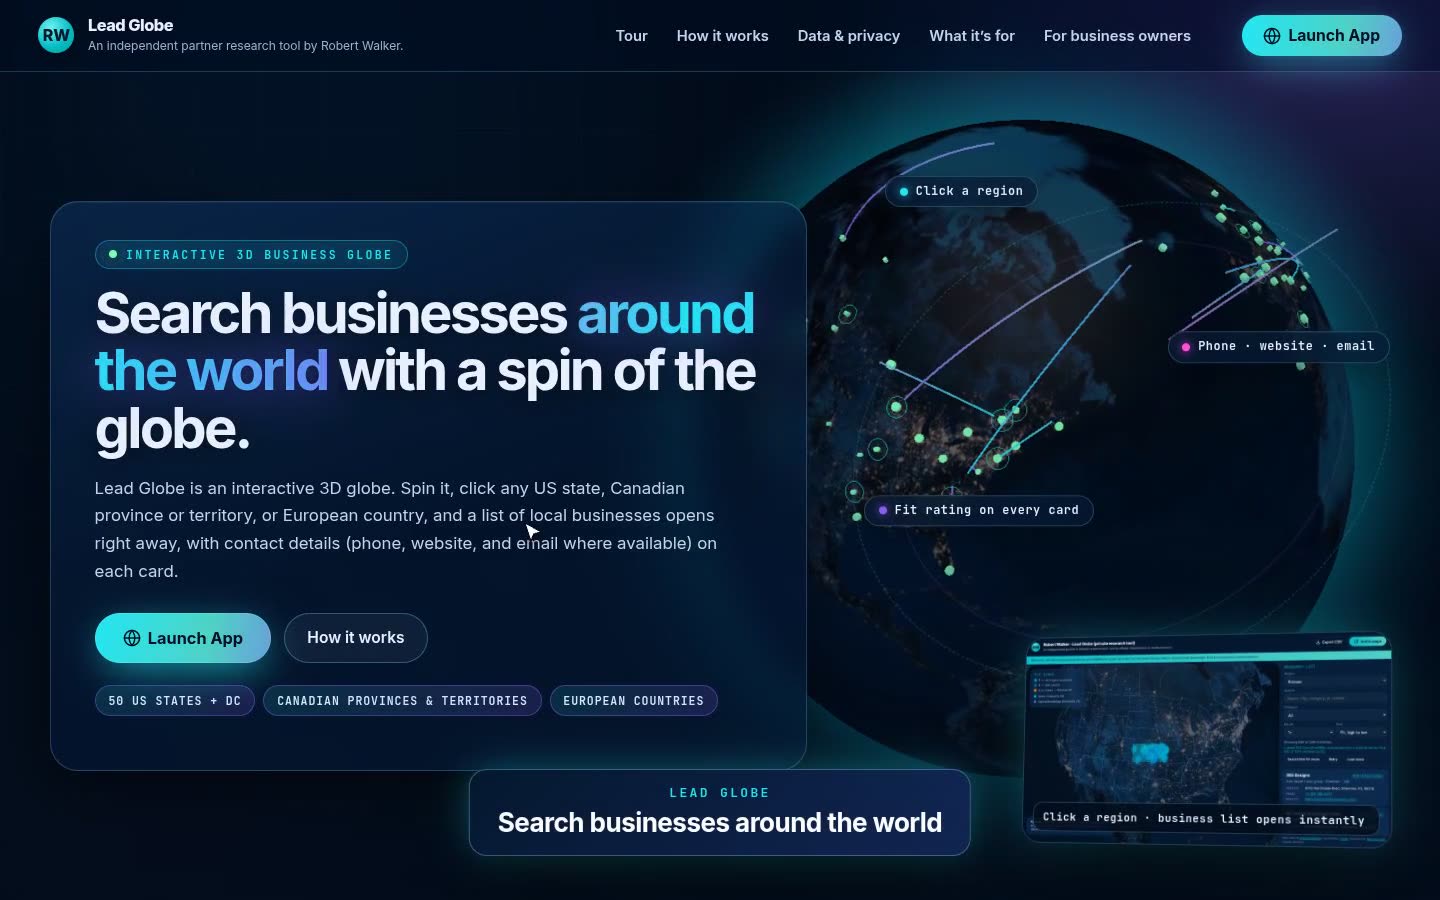 RW
Lead Globe
An independent partner research tool by Robert Walker.
Tour
How it works
Data & privacy
What it's for
For business owners
Launch App
INTERACTIVE 3D BUSINESS GLOBE
Search businesses around
the world with a spin of the
globe.
Lead Globe is an interactive 3D globe. Spin it, click any US state, Canadian
province or territory, or European country, and a list of local businesses opens
right away, with contact details (phone, website, and email where available) on
each card.
Launch App
How it works
50 US STATES + DC
CANADIAN PROVINCES & TERRITORIES
EUROPEAN COUNTRIES
Click a region
Phone · website · email
Fit rating on every card
Click a region · business list opens instantly
LEAD GLOBE
Search businesses around the world